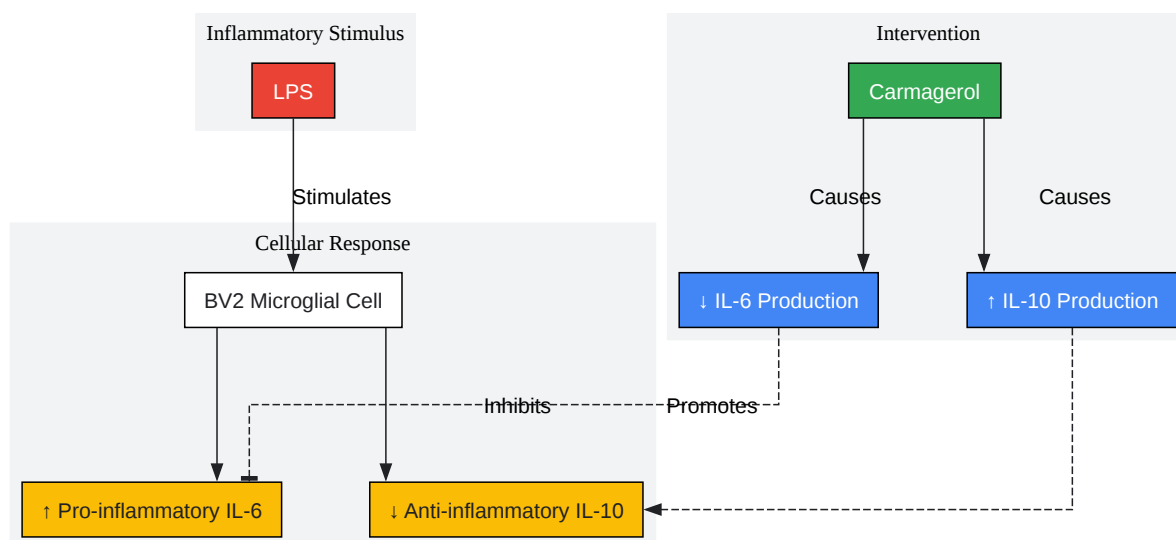 Inflammatory Stimulus
Intervention
LPS
Carmagerol
Stimulates
Causes
Causes
Cellular Response
BV2 Microglial Cell
↓ IL-6 Production
↑ IL-10 Production
Inhibits
Promotes
↑ Pro-inflammatory IL-6
↓ Anti-inflammatory IL-10